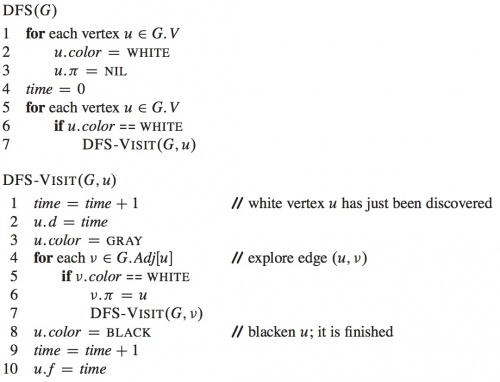 DFS(G)
1 for each vertex u ∈ G.V
2 u.color = WHITE
3 u.π = NIL
4 time = 0
5 for each vertex u ∈ G.V
6 if u.color == WHITE
7 DFS-VISIT(G, u)
DFS-VISIT(G, u)
1 time = time + 1 // white vertex u has just been discovered
2 u.d = time
3 u.color = GRAY
4 for each v ∈ G.Adj[u] // explore edge (u, v)
5 if v.color == WHITE
6 v.π = u
7 DFS-VISIT(G, v)
8 u.color = BLACK // blacken u; it is finished
9 time = time + 1
10 u.f = time